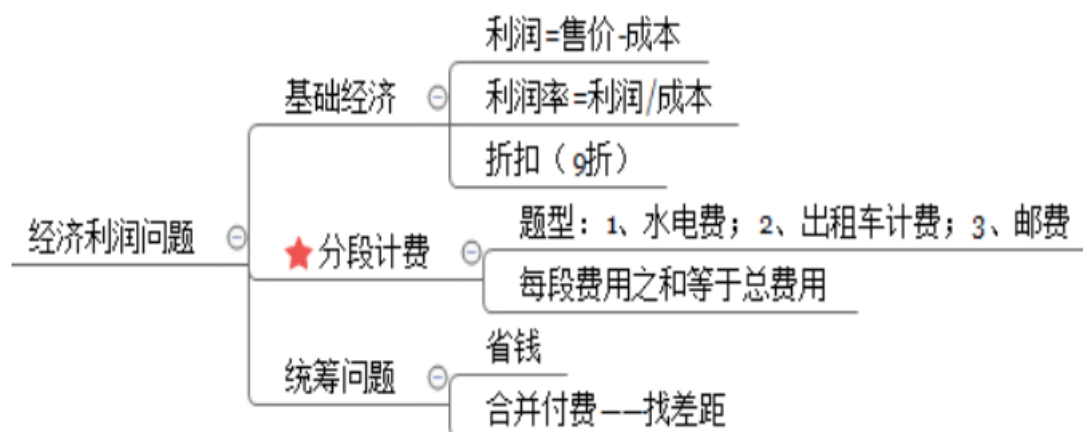 经济利润问题
基础经济
利润=售价-成本
利润率=利润/成本
折扣（9折）
分段计费
题型：1、水电费；2、出租车计费；3、邮费
每段费用之和等于总费用
统筹问题
省钱
合并付费——找差距